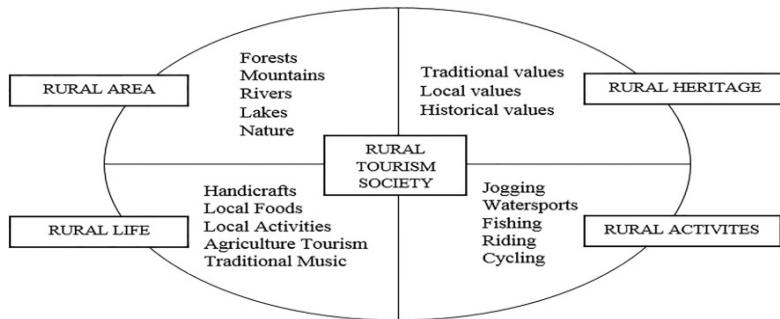 RURAL AREA
Forests
Mountains
Rivers
Lakes
Nature
Traditional values
Local values
Historical values
RURAL HERITAGE
RURAL
TOURISM
SOCIETY
RURAL LIFE
Handicrafts
Local Foods
Local Activities
Agriculture Tourism
Traditional Music
Jogging
Watersports
Fishing
Riding
Cycling
RURAL ACTIVITES